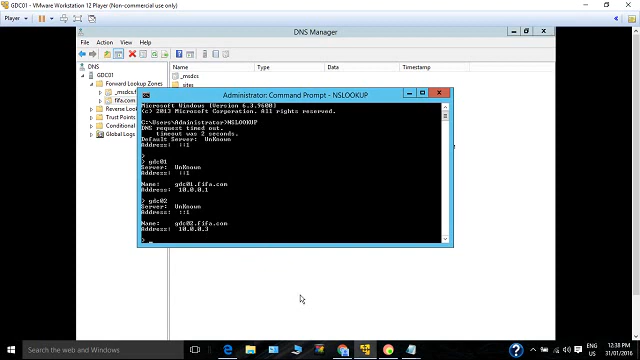 GDC01 - VMware Workstation 12 Player (Non-commercial use only)
Player
DNS Manager
File Action View Help
DNS
GDC01
Forward Lookup Zones
_msdcs.f
fifa.com
Reverse Look
Trust Points
Conditional
Global Logs
Name Type Data Timestamp
_msdcs
_sites
Administrator: Command Prompt - NSLOOKUP
Microsoft Windows [Version 6.3.9600]
(c) 2013 Microsoft Corporation. All rights reserved.
C:\Users\Administrator>NSLOOKUP
DNS request timed out.
timeout was 2 seconds.
Default Server: UnKnown
Address: ::1
>
> gdc01
Server: UnKnown
Address: ::1
Name: gdc01.fifa.com
Address: 10.0.0.1
> gdc02
Server: UnKnown
Address: ::1
Name: gdc02.fifa.com
Address: 10.0.0.3
>
Search the web and Windows
ENG
US
12:38 PM
31/01/2016